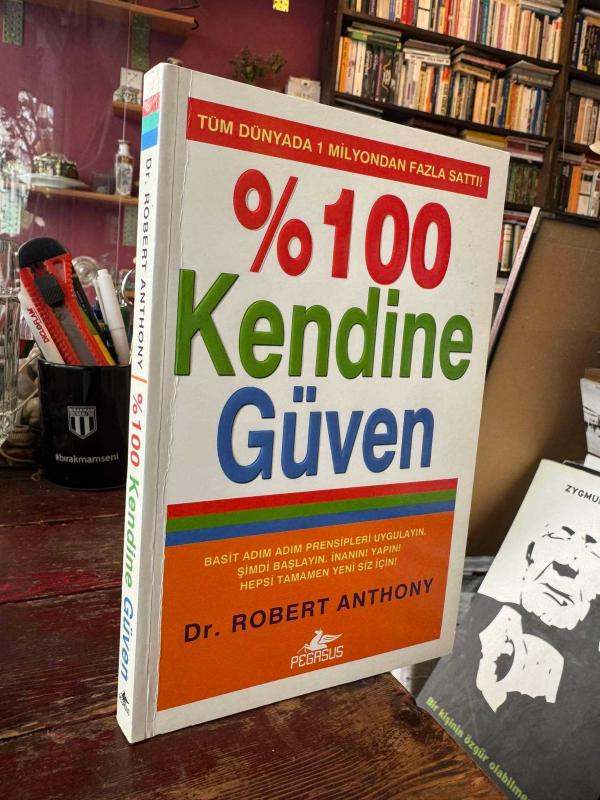 TÜM DÜNYADA 1 MİLYONDAN FAZLA SATTI!
%100
Kendine
Güven
BASİT ADIM ADIM PRENSİPLERİ UYGULAYIN.
ŞİMDİ BAŞLAYIN. İNANIN! YAPIN!
HEPSİ TAMAMEN YENİ SİZ İÇİN!
Dr. ROBERT ANTHONY
PEGASUS
Dr. ROBERT ANTHONY | %100 Kendine Güven
#bırakmamseni
ZYGMU
Bir kişinin özgür olabilme